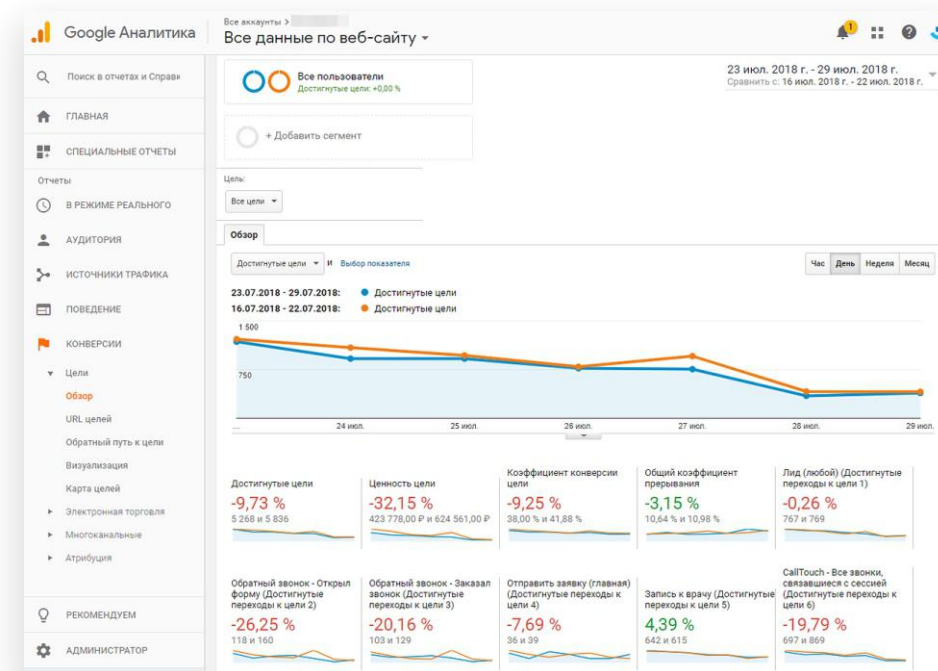 Google Аналитика
Все аккаунты >
Все данные по веб-сайту
1
Поиск в отчетах и Справк
ГЛАВНАЯ
СПЕЦИАЛЬНЫЕ ОТЧЕТЫ
Отчеты
В РЕЖИМЕ РЕАЛЬНОГО
АУДИТОРИЯ
ИСТОЧНИКИ ТРАФИКА
ПОВЕДЕНИЕ
КОНВЕРСИИ
Цели
Обзор
URL целей
Обратный путь к цели
Визуализация
Карта целей
Электронная торговля
Многоканальные
Атрибуция
РЕКОМЕНДУЕМ
АДМИНИСТРАТОР
Все пользователи
Достигнутые цели: +0,00 %
23 июл. 2018 г. - 29 июл. 2018 г.
Сравнить с: 16 июл. 2018 г. - 22 июл. 2018 г.
+ Добавить сегмент
Цель:
Все цели
Обзор
Достигнутые цели и Выбор показателя
Час День Неделя Месяц
23.07.2018 - 29.07.2018: Достигнутые цели
16.07.2018 - 22.07.2018: Достигнутые цели
1 500
750
... 24 июл. 25 июл. 26 июл. 27 июл. 28 июл. 29 июл.
Достигнутые цели
-9,73 %
5 268 и 5 836
Ценность цели
-32,15 %
423 778,00 ₽ и 624 561,00 ₽
Коэффициент конверсии
цели
-9,25 %
38,00 % и 41,88 %
Общий коэффициент
прерывания
-3,15 %
10,64 % и 10,98 %
Лид (любой) (Достигнутые
переходы к цели 1)
-0,26 %
767 и 769
Обратный звонок - Открыл
форму (Достигнутые
переходы к цели 2)
-26,25 %
118 и 160
Обратный звонок - Заказал
звонок (Достигнутые
переходы к цели 3)
-20,16 %
103 и 129
Отправить заявку (главная)
(Достигнутые переходы к
цели 4)
-7,69 %
36 и 39
Запись к врачу (Достигнутые
переходы к цели 5)
4,39 %
642 и 615
CallTouch - Все звонки,
связавшиеся с сессией
(Достигнутые переходы к
цели 6)
-19,79 %
697 и 869